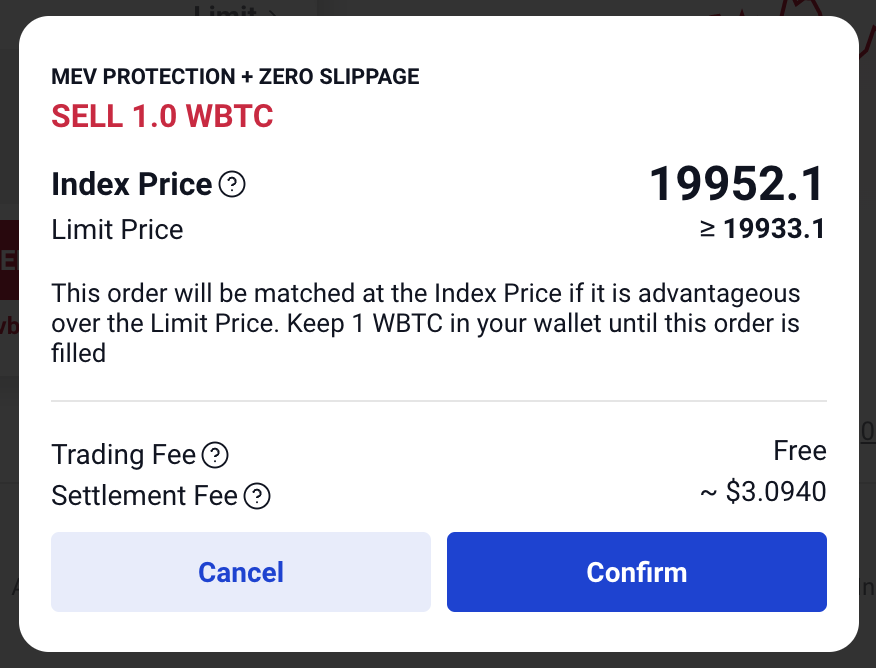 Limit >
MEV PROTECTION + ZERO SLIPPAGE
SELL 1.0 WBTC
Index Price ? 19952.1
Limit Price ≥ 19933.1
This order will be matched at the Index Price if it is advantageous
over the Limit Price. Keep 1 WBTC in your wallet until this order is
filled
Trading Fee ? Free
Settlement Fee ? ~ $3.0940
Cancel Confirm